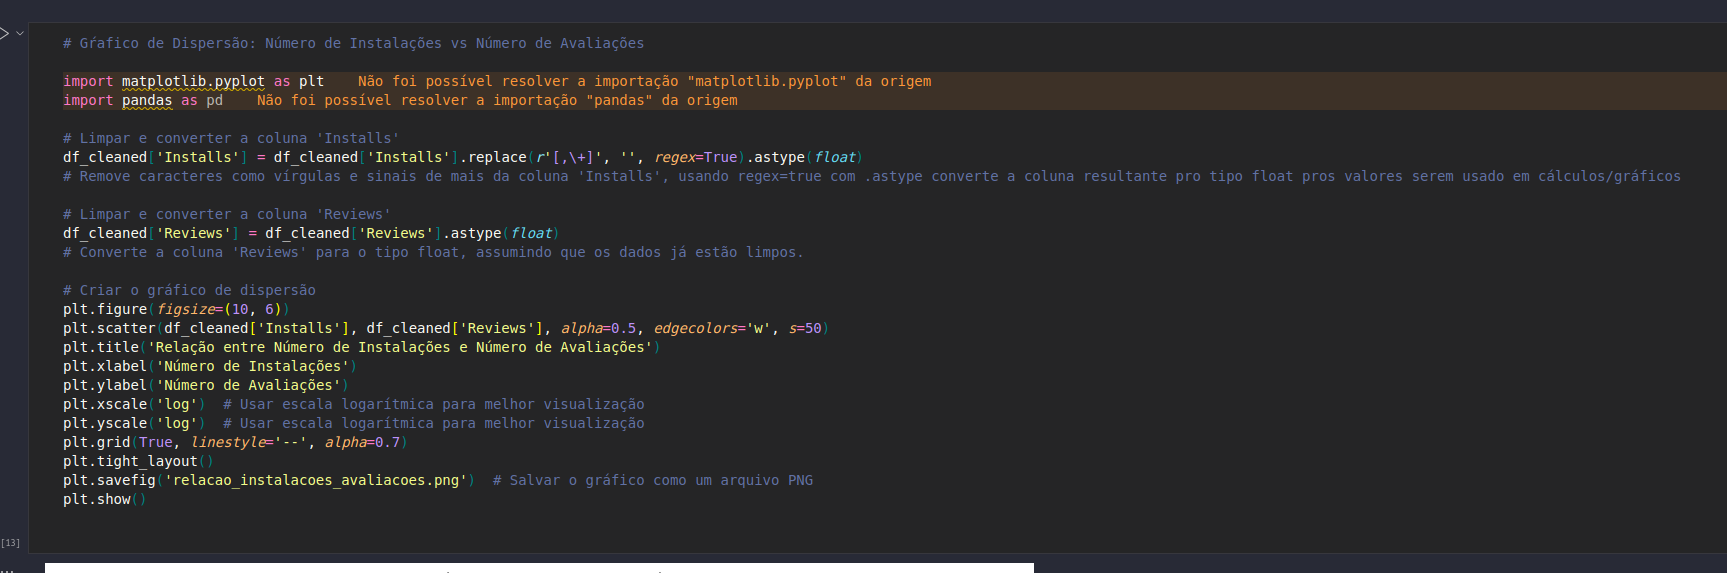 # Gŕafico de Dispersão: Número de Instalações vs Número de Avaliações
import matplotlib.pyplot as plt    Não foi possível resolver a importação "matplotlib.pyplot" da origem
import pandas as pd    Não foi possível resolver a importação "pandas" da origem
# Limpar e converter a coluna 'Installs'
df_cleaned['Installs'] = df_cleaned['Installs'].replace(r'[,\+]', '', regex=True).astype(float)
# Remove caracteres como vírgulas e sinais de mais da coluna 'Installs', usando regex=true com .astype converte a coluna resultante pro tipo float pros valores serem usado em cálculos/gráficos
# Limpar e converter a coluna 'Reviews'
df_cleaned['Reviews'] = df_cleaned['Reviews'].astype(float)
# Converte a coluna 'Reviews' para o tipo float, assumindo que os dados já estão limpos.
# Criar o gráfico de dispersão
plt.figure(figsize=(10, 6))
plt.scatter(df_cleaned['Installs'], df_cleaned['Reviews'], alpha=0.5, edgecolors='w', s=50)
plt.title('Relação entre Número de Instalações e Número de Avaliações')
plt.xlabel('Número de Instalações')
plt.ylabel('Número de Avaliações')
plt.xscale('log')  # Usar escala logarítmica para melhor visualização
plt.yscale('log')  # Usar escala logarítmica para melhor visualização
plt.grid(True, linestyle='--', alpha=0.7)
plt.tight_layout()
plt.savefig('relacao_instalacoes_avaliacoes.png')  # Salvar o gráfico como um arquivo PNG
plt.show()
[13]